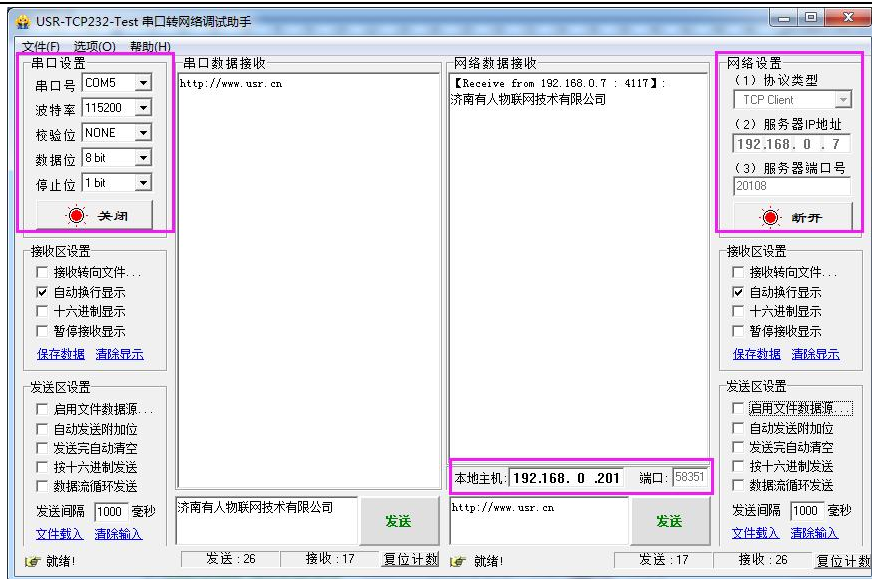 USR-TCP232-Test 串口转网络调试助手
文件(F) 选项(O) 帮助(H)
串口设置
串口号 COM5
波特率 115200
校验位 NONE
数据位 8 bit
停止位 1 bit
关闭
接收区设置
接收转向文件...
自动换行显示
十六进制显示
暂停接收显示
保存数据 清除显示
发送区设置
启用文件数据源...
自动发送附加位
发送完自动清空
按十六进制发送
数据流循环发送
发送间隔 1000 毫秒
文件载入 清除输入
就绪!
串口数据接收
http://www.usr.cn
济南有人物联网技术有限公司
发送
发送 : 26 接收 : 17 复位计数
网络数据接收
【Receive from 192.168.0.7 : 4117】:
济南有人物联网技术有限公司
本地主机: 192.168. 0 .201 端口: 58351
http://www.usr.cn
发送
就绪!
发送 : 17 接收 : 26 复位计数
网络设置
(1) 协议类型
TCP Client
(2) 服务器IP地址
192.168. 0 . 7
(3) 服务器端口号
20108
断开
接收区设置
接收转向文件...
自动换行显示
十六进制显示
暂停接收显示
保存数据 清除显示
发送区设置
启用文件数据源...
自动发送附加位
发送完自动清空
按十六进制发送
数据流循环发送
发送间隔 1000 毫秒
文件载入 清除输入